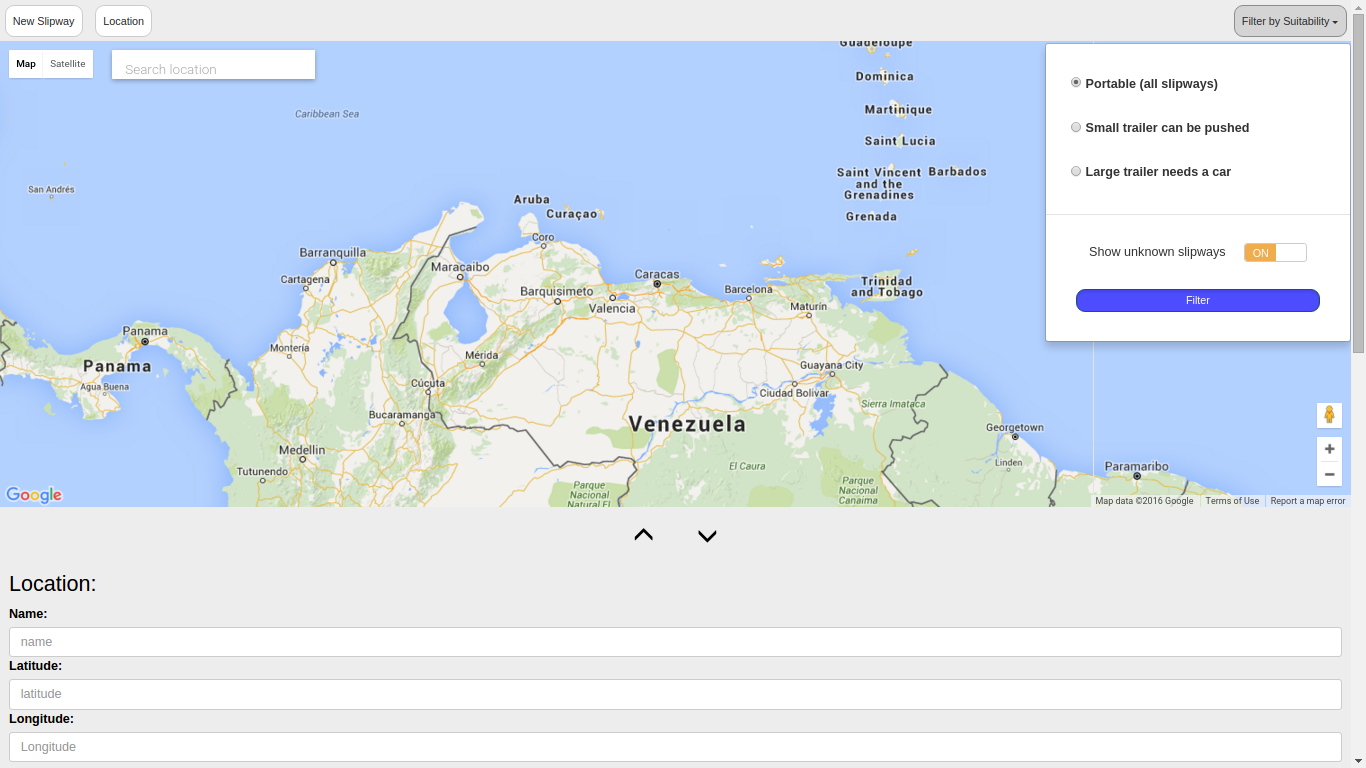 New Slipway
Location
Filter by Suitability
Map
Satellite
Search location
Guadeloupe
Dominica
Martinique
Saint Lucia
Saint Vincent
and the
Grenadines
Barbados
Grenada
Caribbean Sea
San Andrés
Aruba
Curaçao
Coro
Barranquilla
Cartagena
Maracaibo
Caracas
Barquisimeto
Valencia
Barcelona
Maturín
Trinidad
and Tobago
Panama
Panama
Agua Buena
Montería
Mérida
Cúcuta
Bucaramanga
Guayana City
Ciudad Bolívar
Sierra Imataca
Venezuela
Medellín
Tutunendo
El Caura
Parque
Nacional
Natural El
Parque
Nacional
Canaima
Georgetown
Linden
Paramaribo
Google
Map data ©2016 Google
Terms of Use
Report a map error
Portable (all slipways)
Small trailer can be pushed
Large trailer needs a car
Show unknown slipways
ON
Filter
Location:
Name:
name
Latitude:
latitude
Longitude:
Longitude